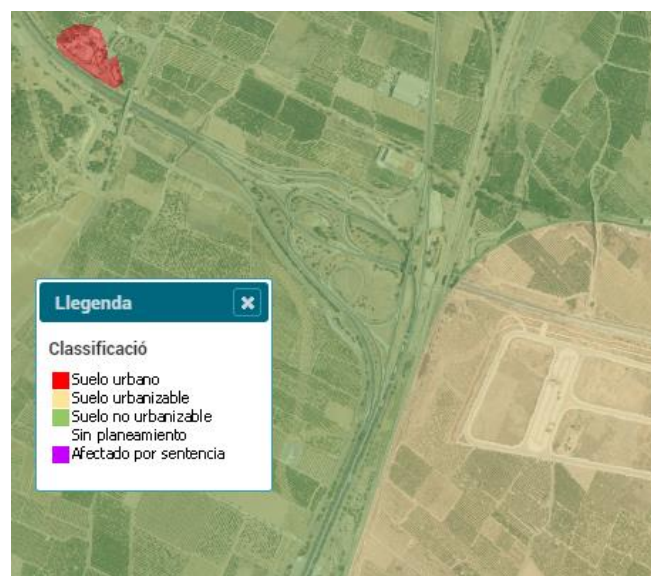 Llegenda
Classificació
Suelo urbano
Suelo urbanizable
Suelo no urbanizable
Sin planeamiento
Afectado por sentencia